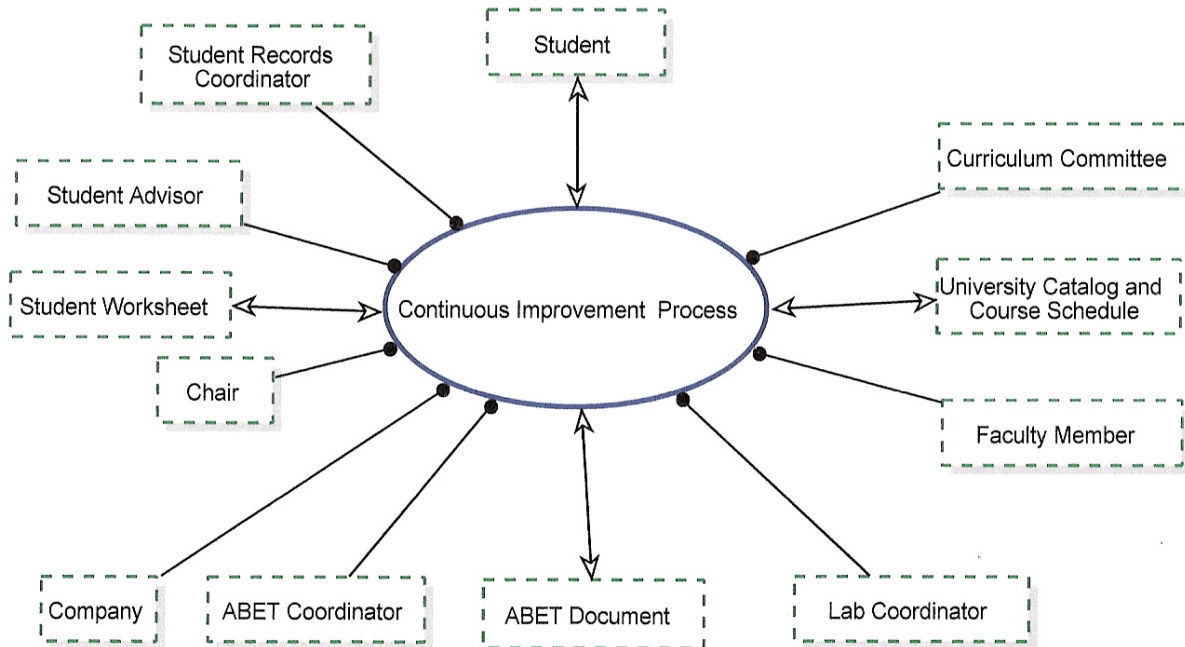 Student Records
Coordinator
Student
Curriculum Committee
Student Advisor
University Catalog and
Course Schedule
Student Worksheet
Continuous Improvement Process
Chair
Faculty Member
Company
ABET Coordinator
ABET Document
Lab Coordinator